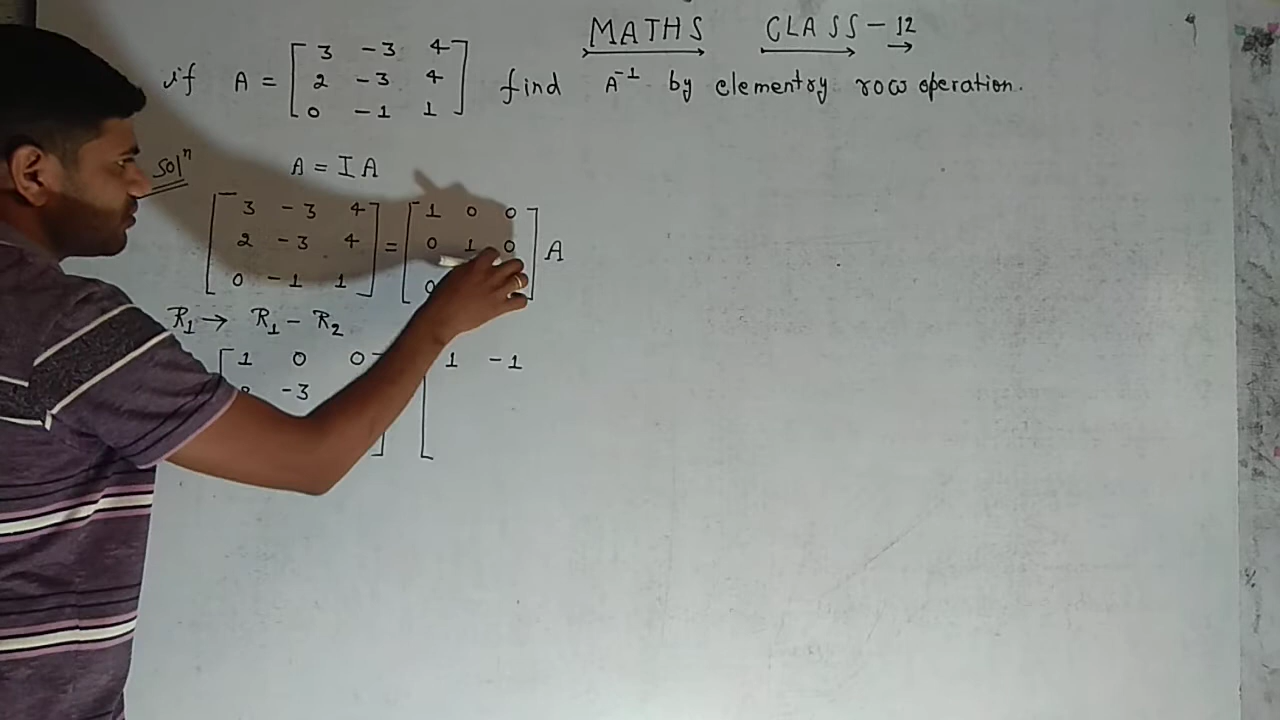 MATHS CLASS - 12
if A = [ 3 -3 4
2 -3 4
0 -1 1 ] find A⁻¹ by elementry row operation.
Solⁿ A = I A
[ 3 -3 4 ] = [ 1 0 0 ]
2 -3 4 0 1 0 A
0 -1 1 0
R₁ → R₁ - R₂
[ 1 0 0 ] [ 1 -1
-3